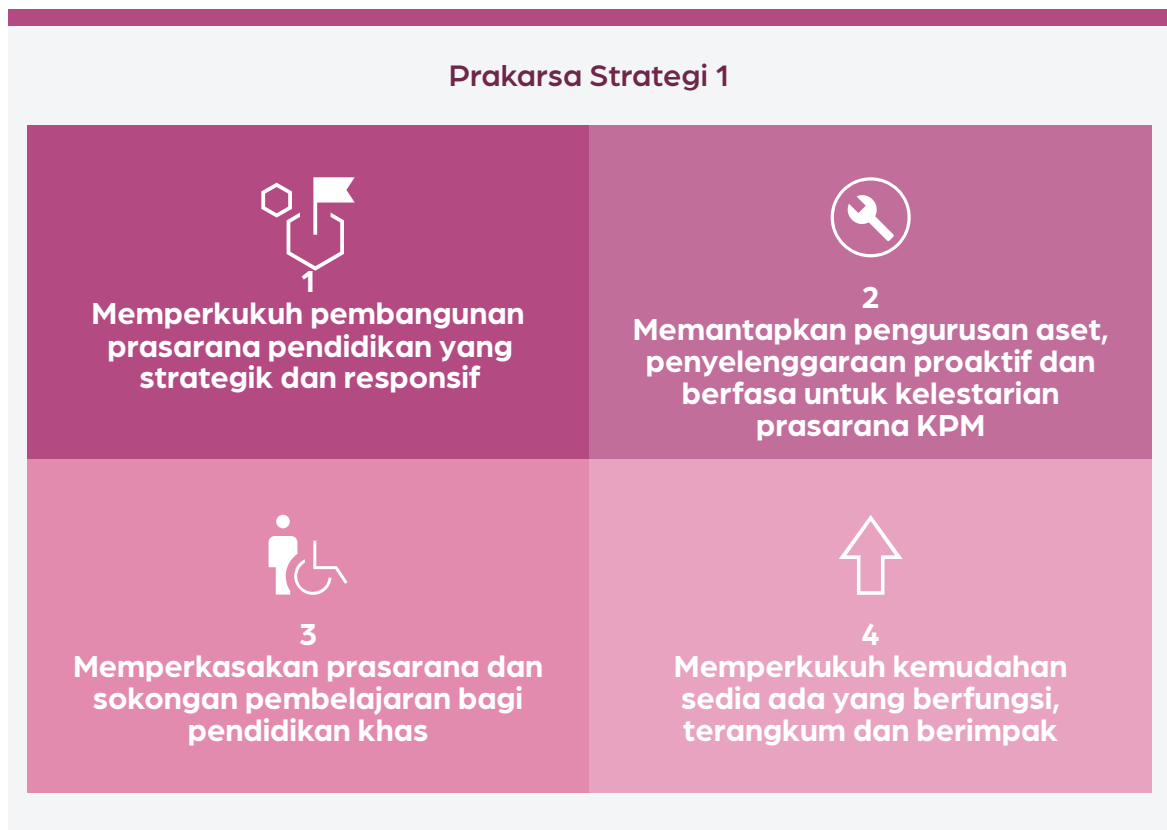 Prakarsa Strategi 1
1
Memperkukuh pembangunan
prasarana pendidikan yang
strategik dan responsif
2
Memantapkan pengurusan aset,
penyelenggaraan proaktif dan
berfasa untuk kelestarian
prasarana KPM
3
Memperkasakan prasarana dan
sokongan pembelajaran bagi
pendidikan khas
4
Memperkukuh kemudahan
sedia ada yang berfungsi,
terangkum dan berimpak